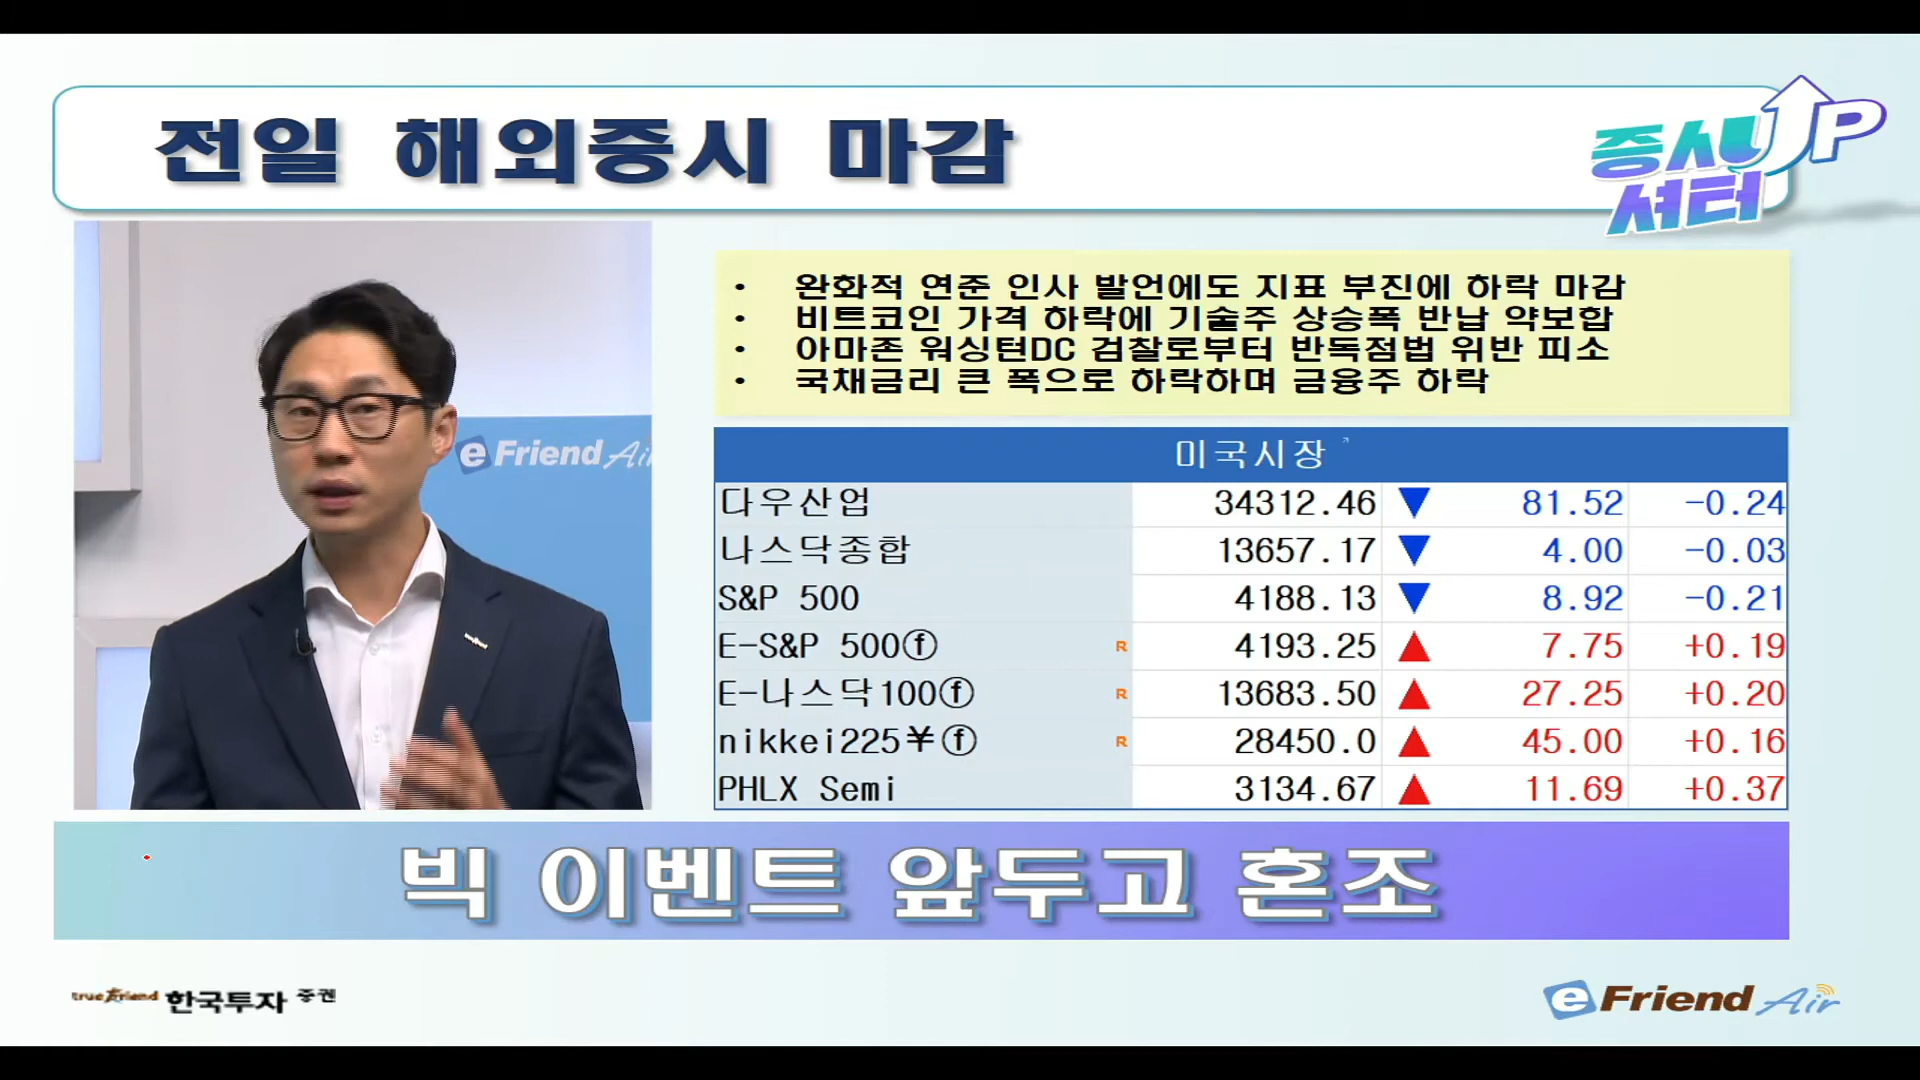 전일 해외증시 마감
증시 UP
셔터
• 완화적 연준 인사 발언에도 지표 부진에 하락 마감
• 비트코인 가격 하락에 기술주 상승폭 반납 약보합
• 아마존 워싱턴DC 검찰로부터 반독점법 위반 피소
• 국채금리 큰 폭으로 하락하며 금융주 하락
e Friend Air
미국시장
다우산업 34312.46 ▼ 81.52 -0.24
나스닥종합 13657.17 ▼ 4.00 -0.03
S&P 500 4188.13 ▼ 8.92 -0.21
E-S&P 500ⓕ R 4193.25 ▲ 7.75 +0.19
E-나스닥100ⓕ R 13683.50 ▲ 27.25 +0.20
nikkei225¥ⓕ R 28450.0 ▲ 45.00 +0.16
PHLX Semi 3134.67 ▲ 11.69 +0.37
빅 이벤트 앞두고 혼조
true Friend 한국투자 증권
e Friend Air